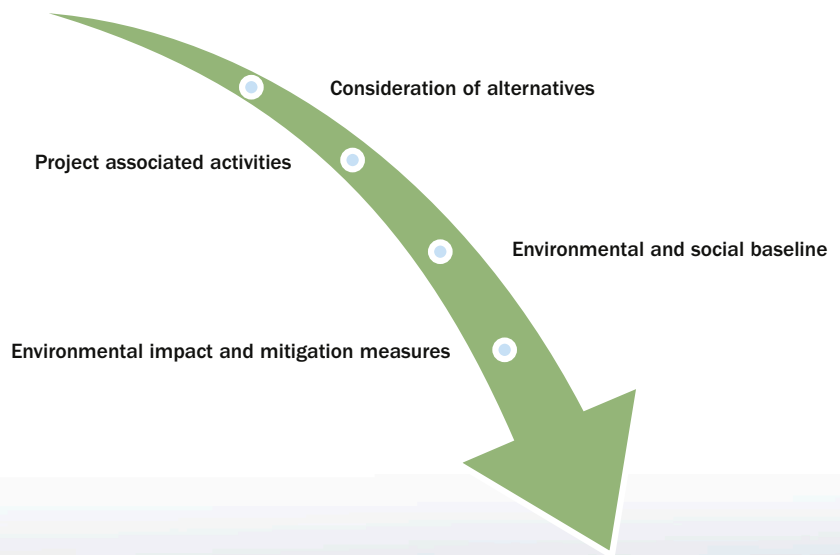 Consideration of alternatives
Project associated activities
Environmental and social baseline
Environmental impact and mitigation measures